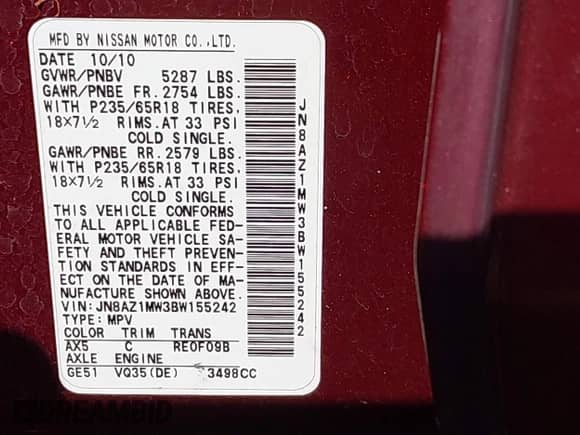 MFD BY NISSAN MOTOR CO.,LTD.
DATE 10/10
GVWR/PNBV 5287 LBS.
GAWR/PNBE FR. 2754 LBS.
WITH P235/65R18 TIRES.
18X7½ RIMS. AT 33 PSI
COLD SINGLE.
GAWR/PNBE RR. 2579 LBS.
WITH P235/65R18 TIRES.
18X7½ RIMS. AT 33 PSI
COLD SINGLE.
THIS VEHICLE CONFORMS
TO ALL APPLICABLE FED-
ERAL MOTOR VEHICLE SA-
FETY AND THEFT PREVEN-
TION STANDARDS IN EFF-
ECT ON THE DATE OF MA-
NUFACTURE SHOWN ABOVE.
VIN:JN8AZ1MW3BW155242
TYPE: MPV
COLOR TRIM TRANS
AX5 C RE0F09B
AXLE ENGINE
GE51 VQ35(DE) 3498CC
JN8AZ1MW3BW155242
DREAMBID